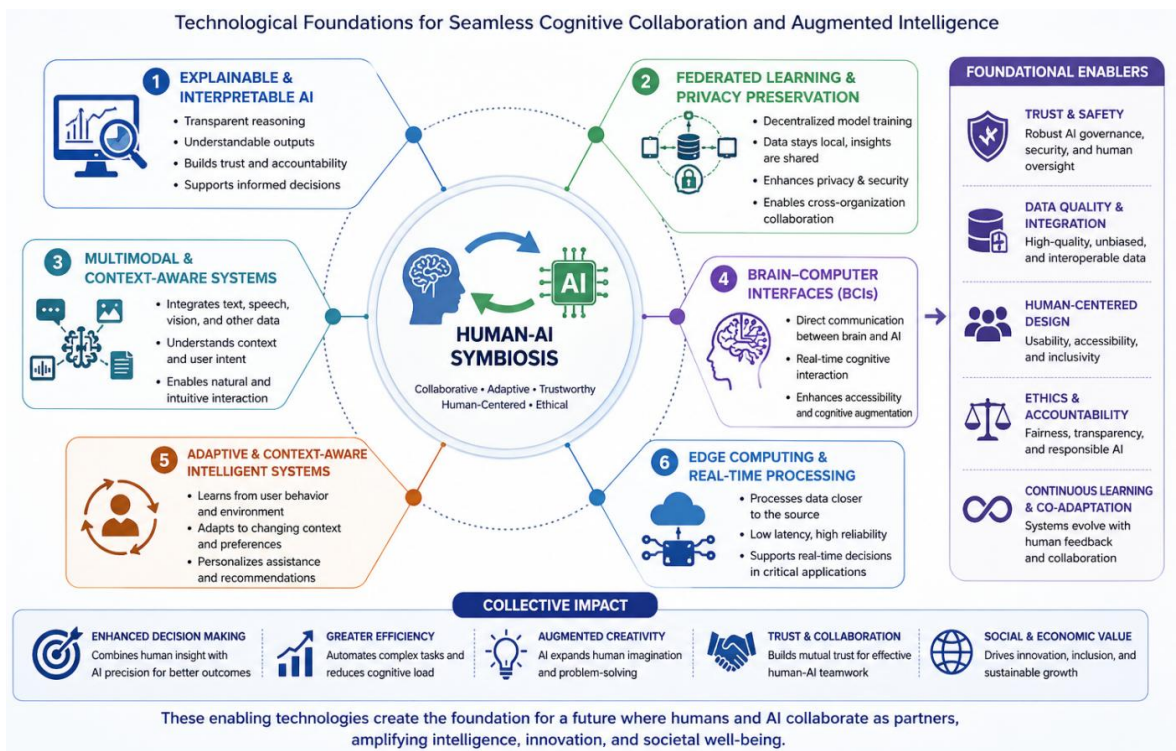 Technological Foundations for Seamless Cognitive Collaboration and Augmented Intelligence
1
EXPLAINABLE &
INTERPRETABLE AI
• Transparent reasoning
• Understandable outputs
• Builds trust and accountability
• Supports informed decisions
2
FEDERATED LEARNING &
PRIVACY PRESERVATION
• Decentralized model training
• Data stays local, insights
are shared
• Enhances privacy & security
• Enables cross-organization
collaboration
3
MULTIMODAL &
CONTEXT-AWARE SYSTEMS
• Integrates text, speech,
vision, and other data
• Understands context
and user intent
• Enables natural and
intuitive interaction
AI
HUMAN-AI
SYMBIOSIS
Collaborative • Adaptive • Trustworthy
Human-Centered • Ethical
4
BRAIN–COMPUTER
INTERFACES (BCIs)
• Direct communication
between brain and AI
• Real-time cognitive
interaction
• Enhances accessibility
and cognitive augmentation
5
ADAPTIVE & CONTEXT-AWARE
INTELLIGENT SYSTEMS
• Learns from user behavior
and environment
• Adapts to changing context
and preferences
• Personalizes assistance
and recommendations
6
EDGE COMPUTING &
REAL-TIME PROCESSING
• Processes data closer
to the source
• Low latency, high reliability
• Supports real-time decisions
in critical applications
FOUNDATIONAL ENABLERS
TRUST & SAFETY
Robust AI governance,
security, and human
oversight
DATA QUALITY &
INTEGRATION
High-quality, unbiased,
and interoperable data
HUMAN-CENTERED
DESIGN
Usability, accessibility,
and inclusivity
ETHICS &
ACCOUNTABILITY
Fairness, transparency,
and responsible AI
CONTINUOUS LEARNING
& CO-ADAPTATION
Systems evolve with
human feedback
and collaboration
COLLECTIVE IMPACT
ENHANCED DECISION MAKING
Combines human insight with
AI precision for better outcomes
GREATER EFFICIENCY
Automates complex tasks and
reduces cognitive load
AUGMENTED CREATIVITY
AI expands human imagination
and problem-solving
TRUST & COLLABORATION
Builds mutual trust for effective
human-AI teamwork
SOCIAL & ECONOMIC VALUE
Drives innovation, inclusion, and
sustainable growth
These enabling technologies create the foundation for a future where humans and AI collaborate as partners,
amplifying intelligence, innovation, and societal well-being.